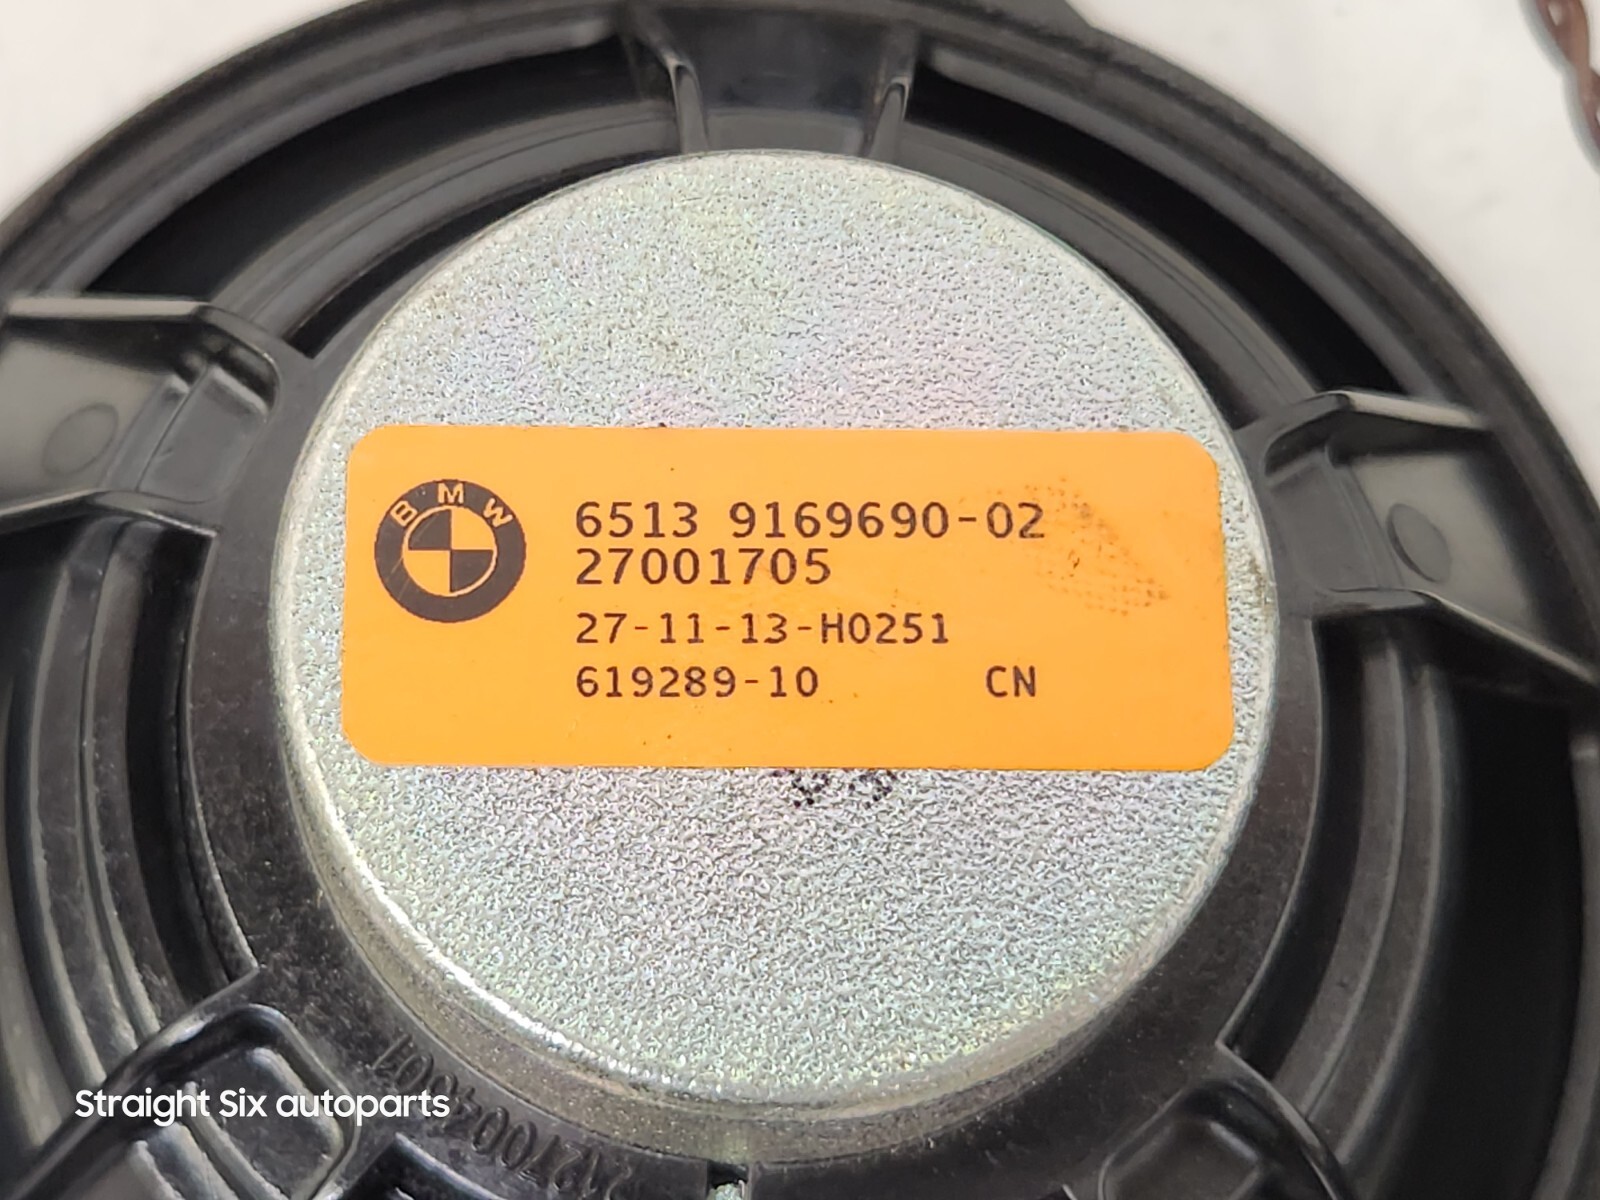 BMW
6513 9169690-02
27001705
27-11-13-H0251
619289-10 CN
Straight Six autoparts